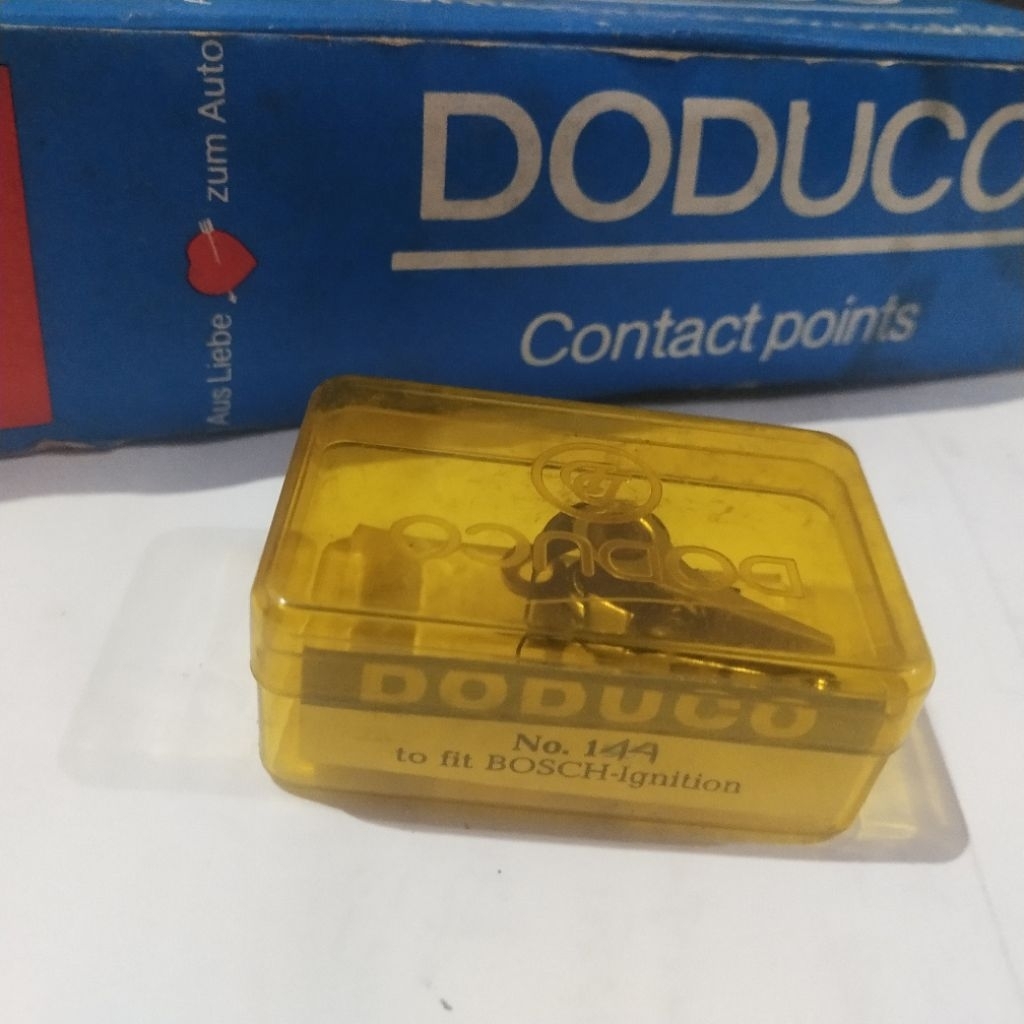 Aus Liebe zum Auto
DODUCO
Contact points
DODUCO
DODUCO
No. 144
to fit BOSCH-Ignition